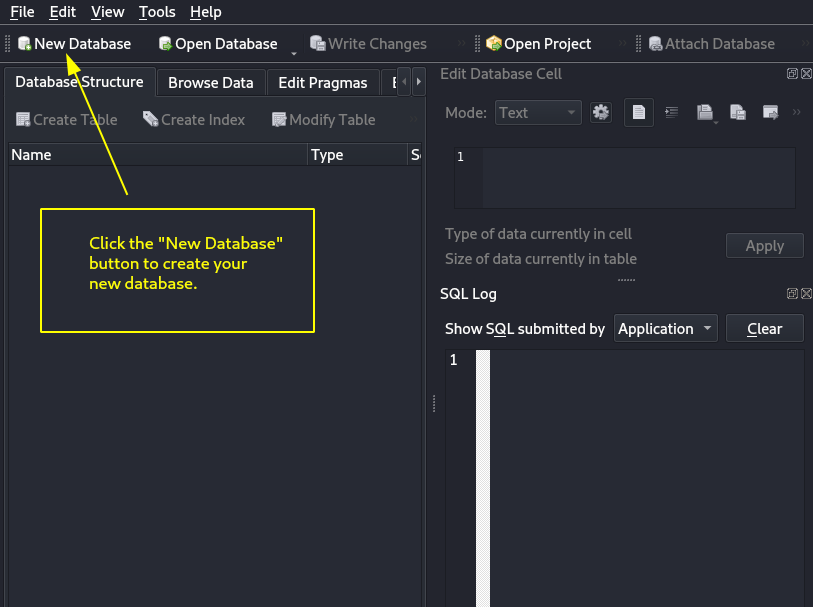 File Edit View Tools Help
New Database Open Database Write Changes Open Project Attach Database
Database Structure Browse Data Edit Pragmas
Create Table Create Index Modify Table
Name Type
Click the "New Database"
button to create your
new database.
Edit Database Cell
Mode: Text
1
Type of data currently in cell
Size of data currently in table
Apply
SQL Log
Show SQL submitted by Application Clear
1